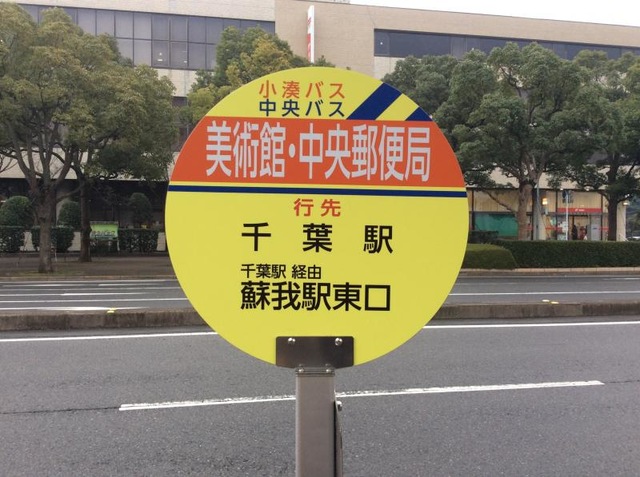 小湊バス
中央バス
美術館・中央郵便局
行先
千葉駅
千葉駅 経由
蘇我駅東口